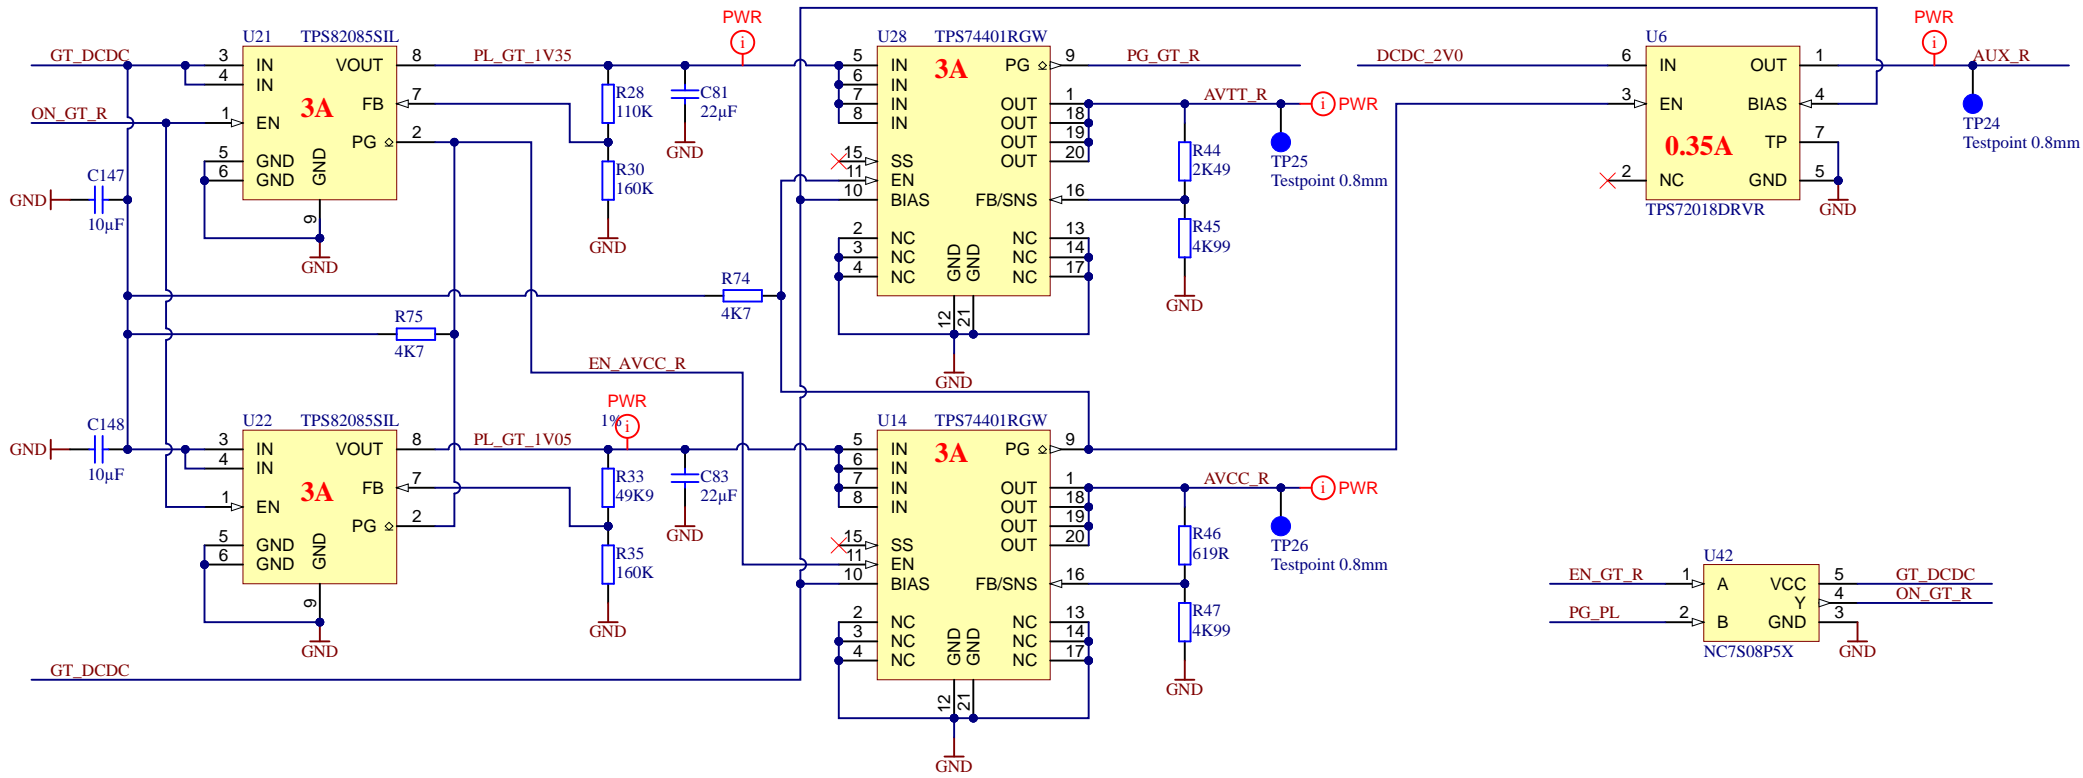 U21 TPS82085SIL
GT_DCDC
3 IN
4 IN
VOUT 8
PL_GT_1V35
3A
FB 7
ON_GT_R
1 EN
PG 2
5 GND
6 GND
GND
9
GND
C147
10µF
GND
R28
110K
R30
160K
GND
C81
22µF
GND
PWR
i
U28 TPS74401RGW
3A
5 IN
6 IN
7 IN
8 IN
15 SS
11 EN
10 BIAS
2 NC
3 NC
4 NC
PG 9
OUT 1
OUT 18
OUT 19
OUT 20
FB/SNS 16
NC 13
NC 14
NC 17
GND
GND
12
21
GND
PG_GT_R
AVTT_R
i PWR
TP25
Testpoint 0.8mm
R44
2K49
R45
4K99
GND
DCDC_2V0
U6
6 IN
3 EN
2 NC
OUT 1
BIAS 4
TP 7
GND 5
0.35A
TPS72018DRVR
GND
PWR
i
AUX_R
TP24
Testpoint 0.8mm
R74
4K7
R75
4K7
EN_AVCC_R
U22 TPS82085SIL
3 IN
4 IN
VOUT 8
PL_GT_1V05
3A
FB 7
1 EN
PG 2
5 GND
6 GND
GND
9
GND
C148
10µF
GND
PWR
1%
i
R33
49K9
R35
160K
GND
C83
22µF
GND
GT_DCDC
U14 TPS74401RGW
3A
5 IN
6 IN
7 IN
8 IN
15 SS
11 EN
10 BIAS
2 NC
3 NC
4 NC
PG 9
OUT 1
OUT 18
OUT 19
OUT 20
FB/SNS 16
NC 13
NC 14
NC 17
GND
GND
12
21
GND
AVCC_R
i PWR
TP26
Testpoint 0.8mm
R46
619R
R47
4K99
GND
U42
EN_GT_R
1 A
PG_PL
2 B
VCC 5
GT_DCDC
Y 4
ON_GT_R
GND 3
NC7S08P5X
GND